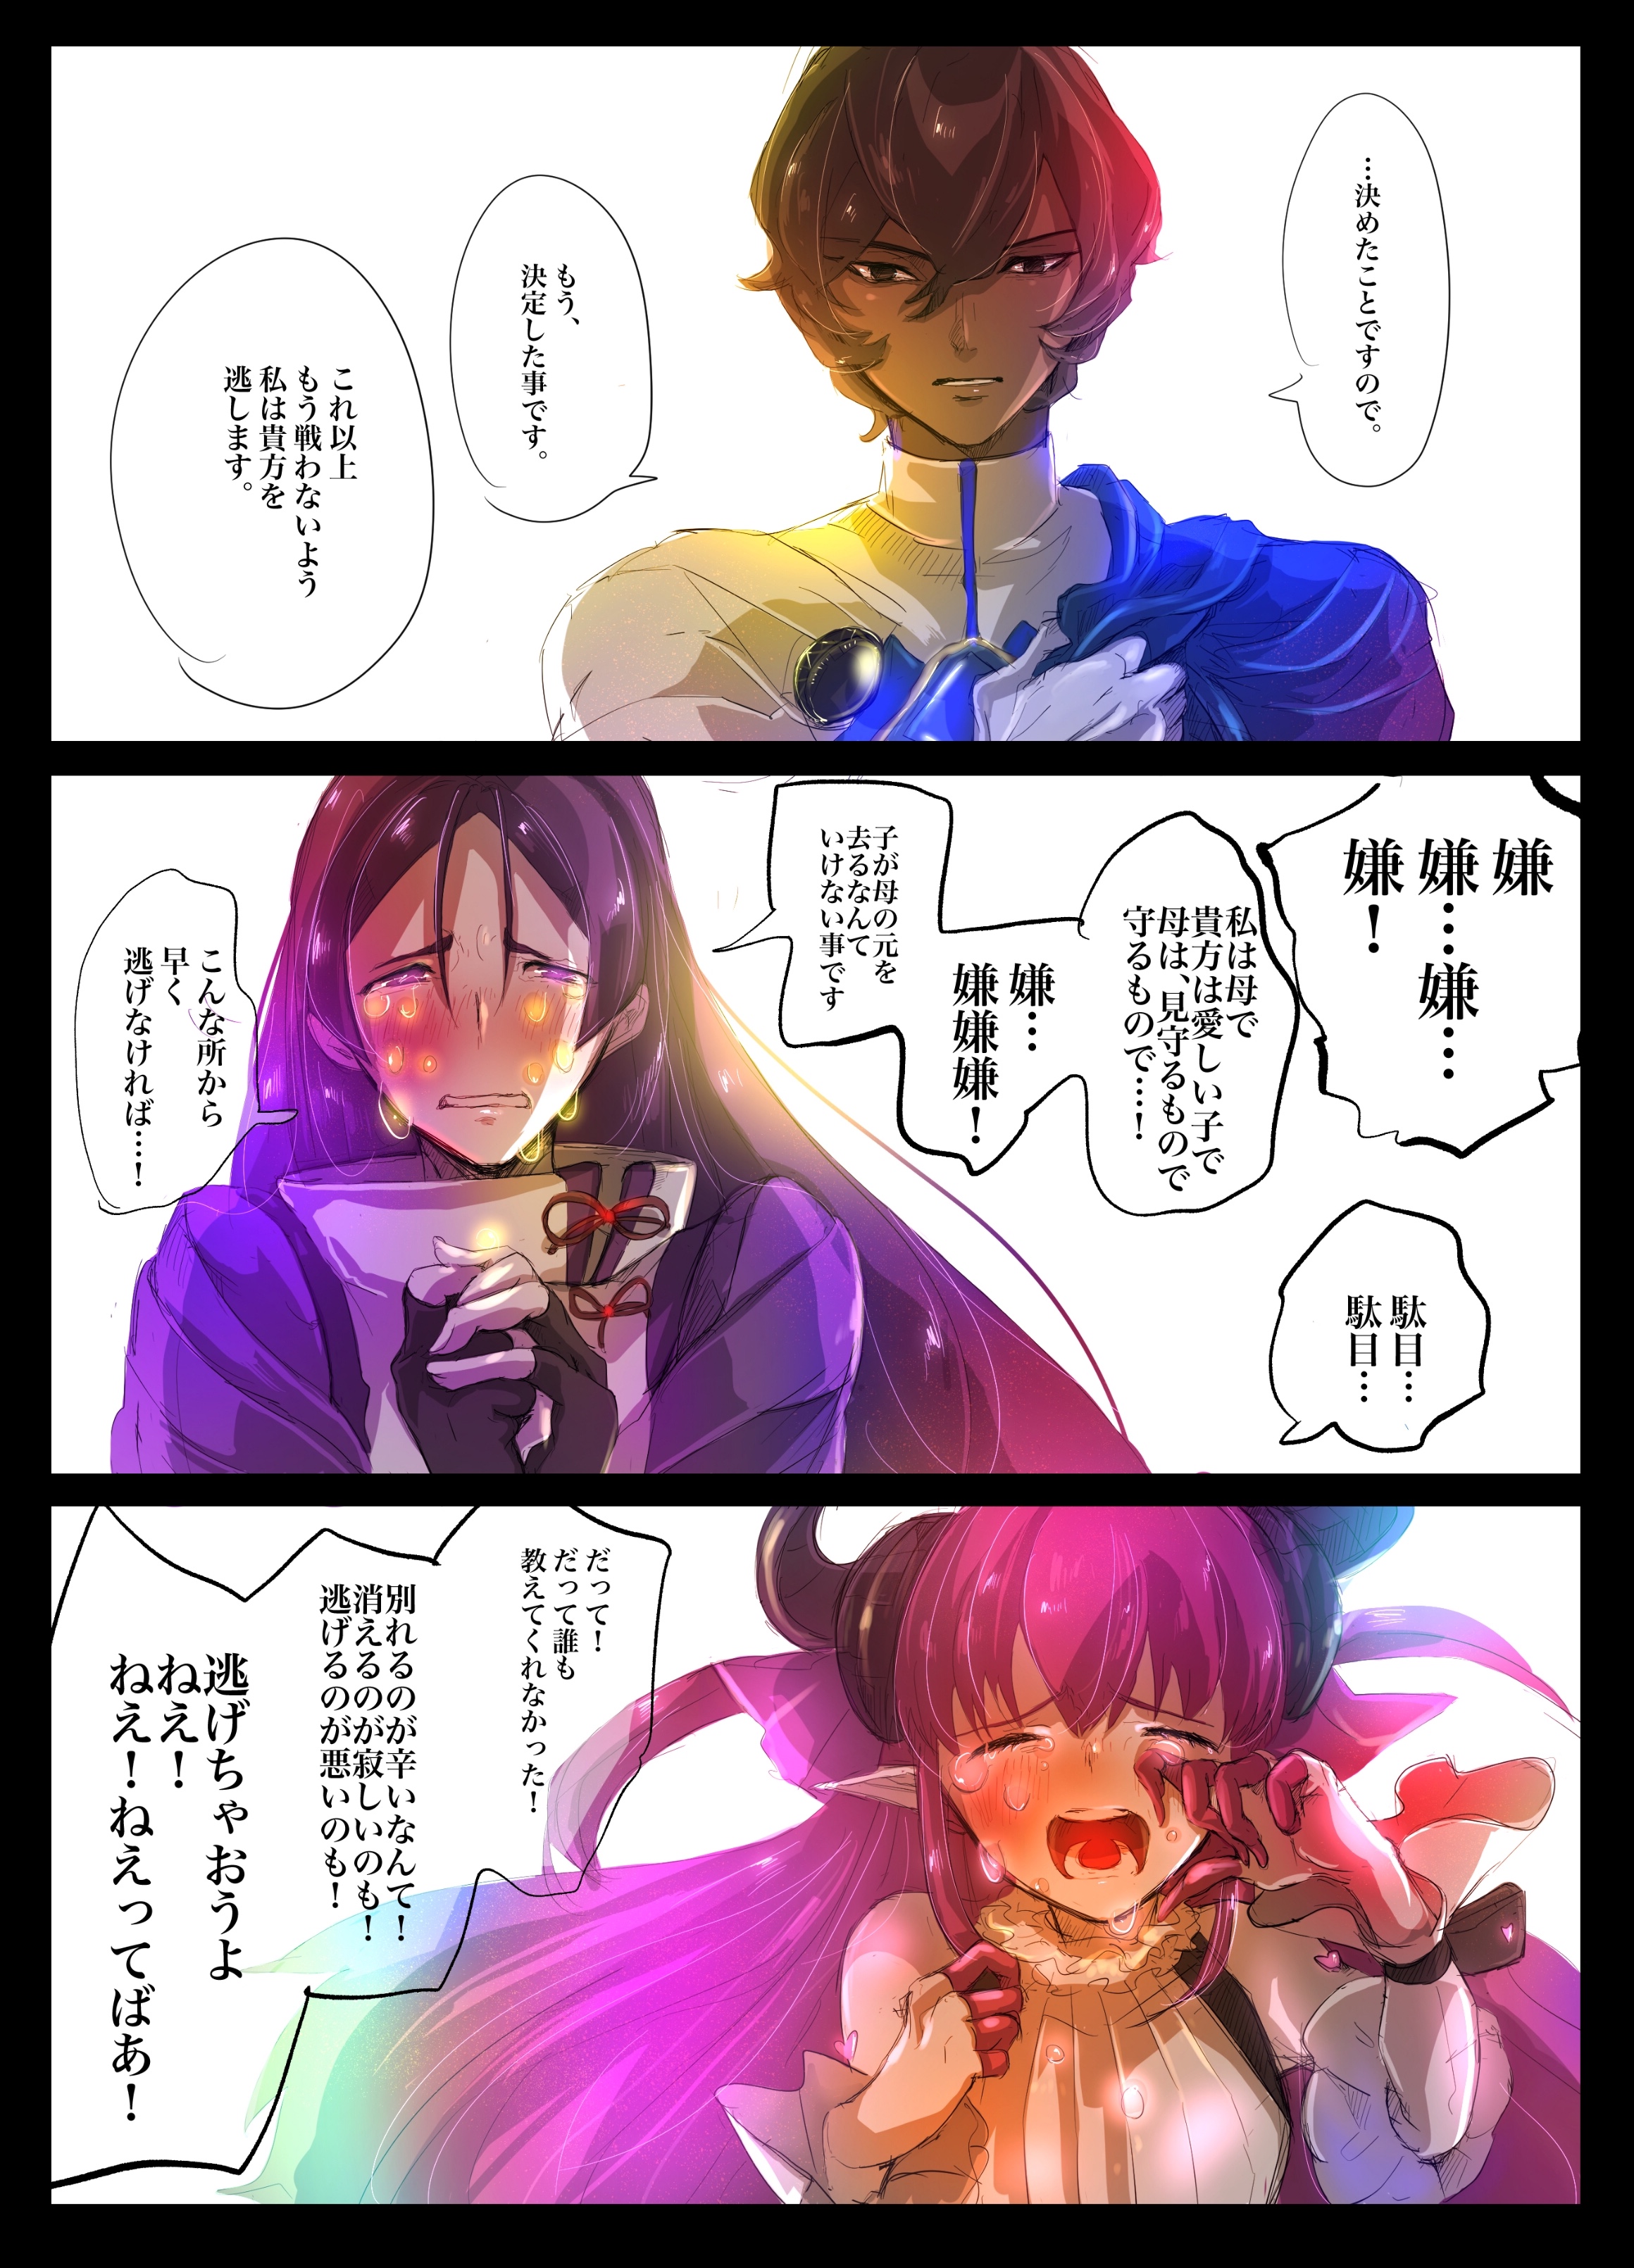 …決めたことですので。
もう、
決定した事です。
これ以上
もう戦わないよう
私は貴方を
逃します。
嫌
嫌…嫌…
嫌！
私は母で
貴方は愛しい子で
母は、見守るもので
守るもので…！
嫌…
嫌嫌嫌！
子が母の元を
去るなんて
いけない事です
駄目…
駄目…
こんな所から
早く
逃げなければ…！
だって！
だって誰も
教えてくれなかった！
別れるのが辛いなんて！
消えるのが寂しいのも！
逃げるのが悪いのも！
逃げちゃおうよ
ねえ！
ねえ！ねえってばあ！